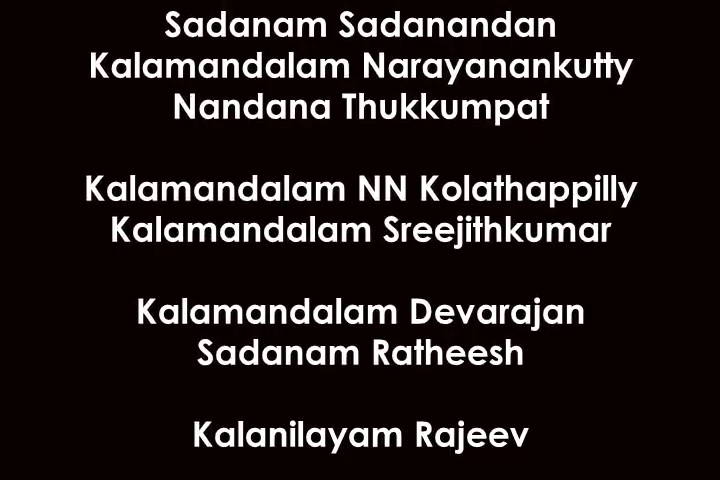 Sadanam Sadanandan
Kalamandalam Narayanankutty
Nandana Thukkumpat
Kalamandalam NN Kolathappilly
Kalamandalam Sreejithkumar
Kalamandalam Devarajan
Sadanam Ratheesh
Kalanilayam Rajeev